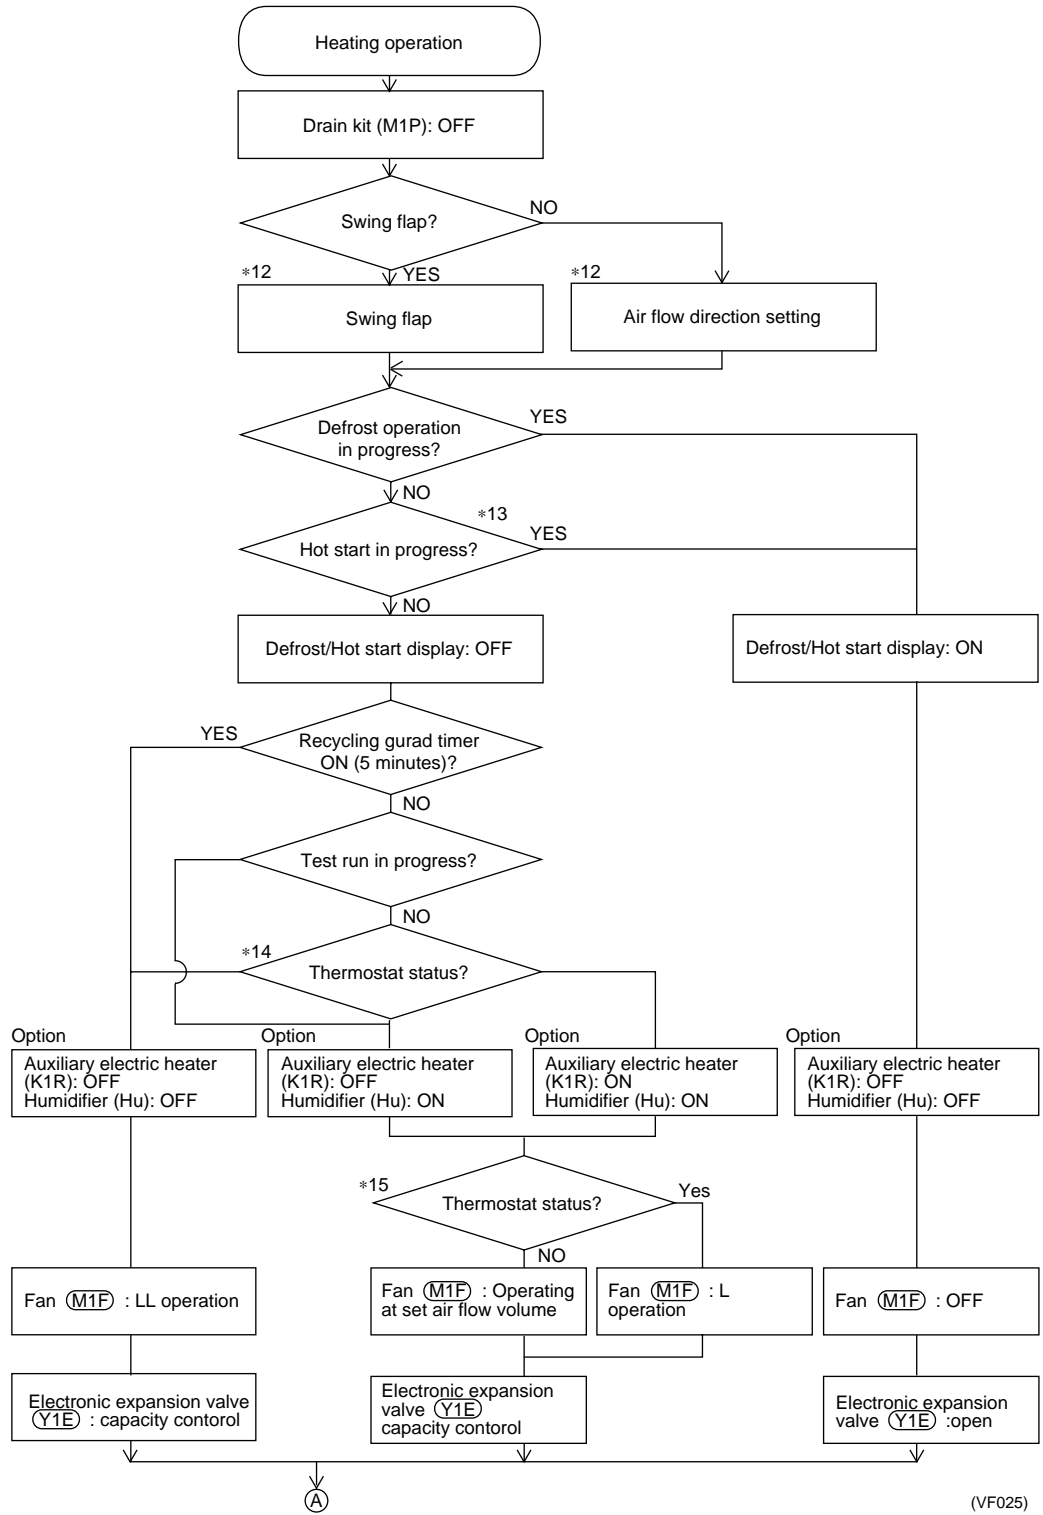 Heating operation
Drain kit (M1P): OFF
Swing flap?
NO
YES
*12
Swing flap
*12
Air flow direction setting
Defrost operation
in progress?
YES
NO
*13
Hot start in progress?
YES
NO
Defrost/Hot start display: OFF
Defrost/Hot start display: ON
YES
Recycling gurad timer
ON (5 minutes)?
NO
Test run in progress?
NO
*14
Thermostat status?
Option
Auxiliary electric heater
(K1R): OFF
Humidifier (Hu): OFF
Option
Auxiliary electric heater
(K1R): OFF
Humidifier (Hu): ON
Option
Auxiliary electric heater
(K1R): ON
Humidifier (Hu): ON
Option
Auxiliary electric heater
(K1R): OFF
Humidifier (Hu): OFF
*15
Thermostat status?
Yes
NO
Fan M1F : LL operation
Fan M1F : Operating
at set air flow volume
Fan M1F : L
operation
Fan M1F : OFF
Electronic expansion valve
Y1E : capacity contorol
Electronic expansion
valve Y1E
capacity contorol
Electronic expansion
valve Y1E :open
A
(VF025)